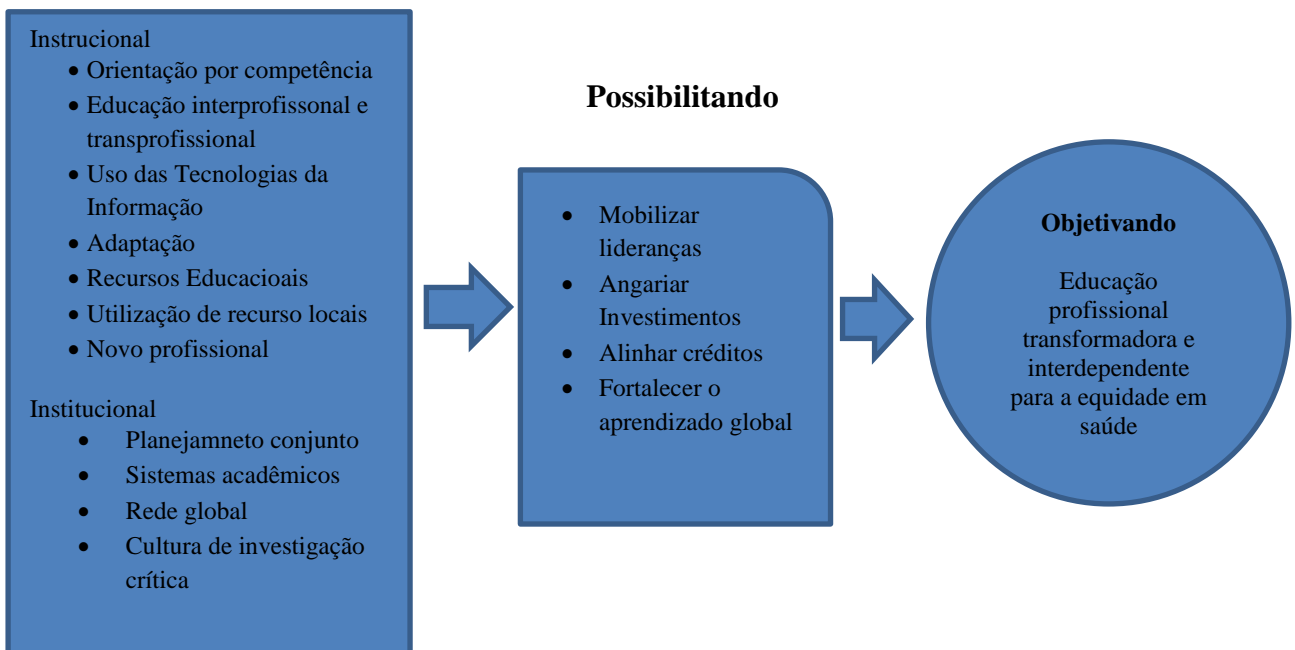 Instrucional
• Orientação por competência
• Educação interprofissonal e
transprofissional
• Uso das Tecnologias da
Informação
• Adaptação
• Recursos Educacioais
• Utilização de recurso locais
• Novo profissional
Institucional
• Planejamneto conjunto
• Sistemas acadêmicos
• Rede global
• Cultura de investigação
crítica
Possibilitando
• Mobilizar
lideranças
• Angariar
Investimentos
• Alinhar créditos
• Fortalecer o
aprendizado global
Objetivando
Educação
profissional
transformadora e
interdependente
para a equidade em
saúde